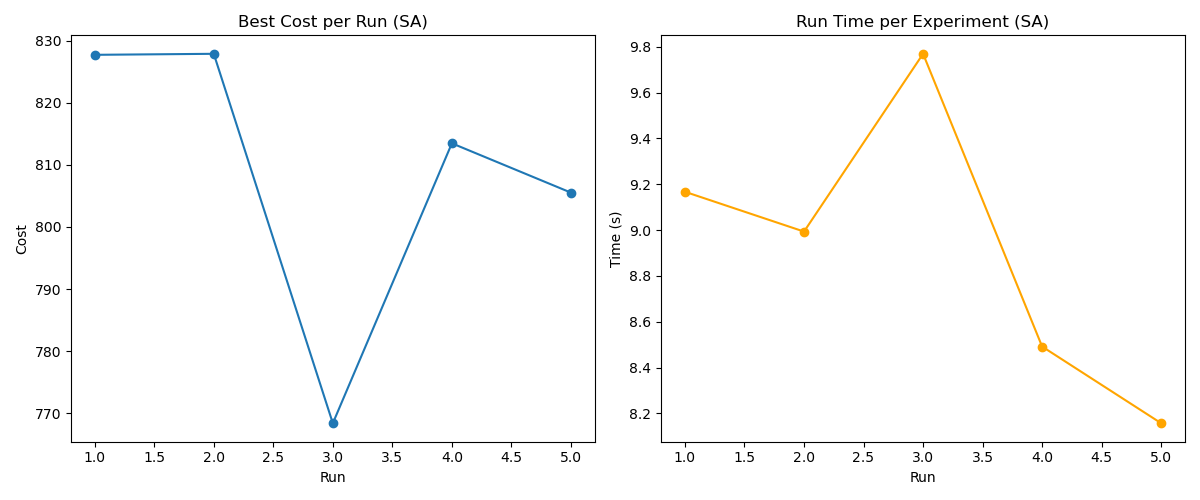 Best Cost per Run (SA)
830
820
810
800
790
780
770
Cost
1.0 1.5 2.0 2.5 3.0 3.5 4.0 4.5 5.0
Run
Run Time per Experiment (SA)
9.8
9.6
9.4
9.2
9.0
8.8
8.6
8.4
8.2
Time (s)
1.0 1.5 2.0 2.5 3.0 3.5 4.0 4.5 5.0
Run